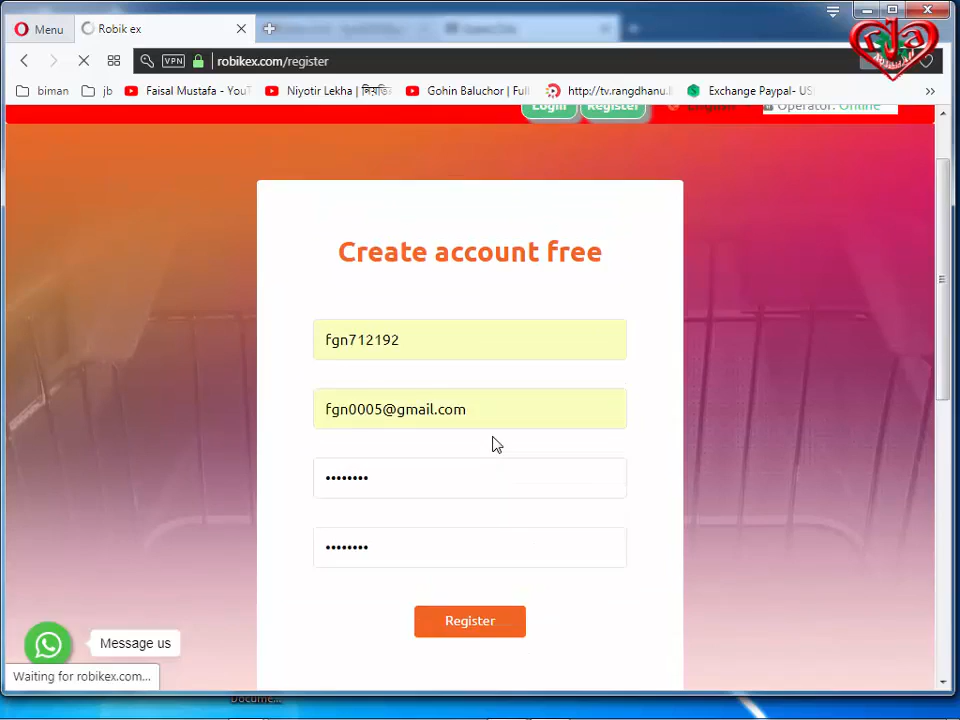 Menu
Robik ex
VPN
robikex.com/register
biman
jb
Faisal Mustafa - YouT
Niyotir Lekha | নিয়তির
Gohin Baluchor | Full
http://tv.rangdhanu.l
Exchange Paypal- US
»
Login
Register
English
Operator: Online
Create account free
fgn712192
fgn0005@gmail.com
••••••••
••••••••
Register
Message us
Waiting for robikex.com...
Docume...